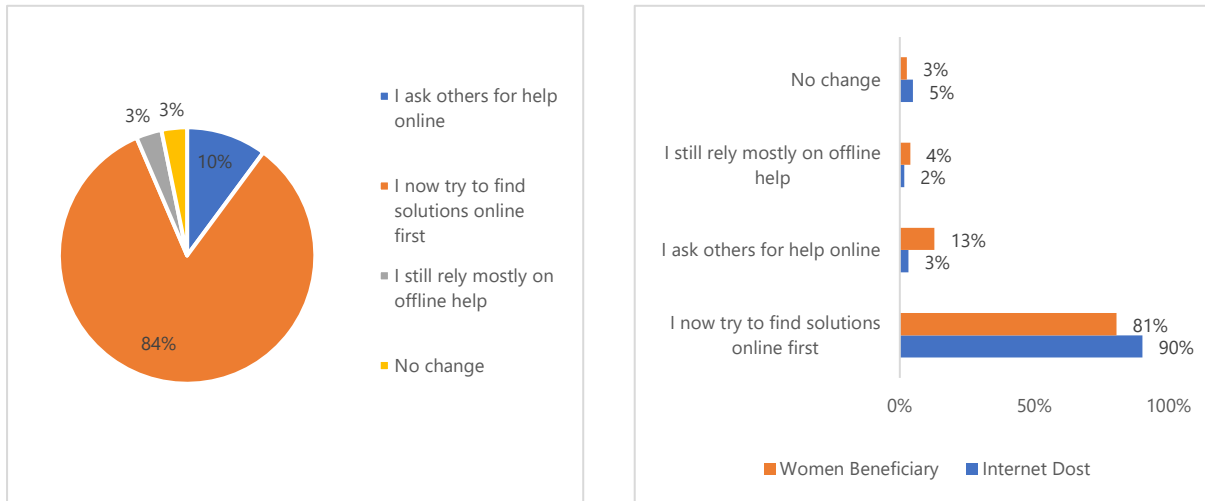 3%
3%
10%
84%
I ask others for help
online
I now try to find
solutions online
first
I still rely mostly on
offline help
No change
No change
3%
5%
I still rely mostly on offline
help
4%
2%
I ask others for help online
13%
3%
I now try to find solutions
online first
81%
90%
0%
50%
100%
Women Beneficiary
Internet Dost